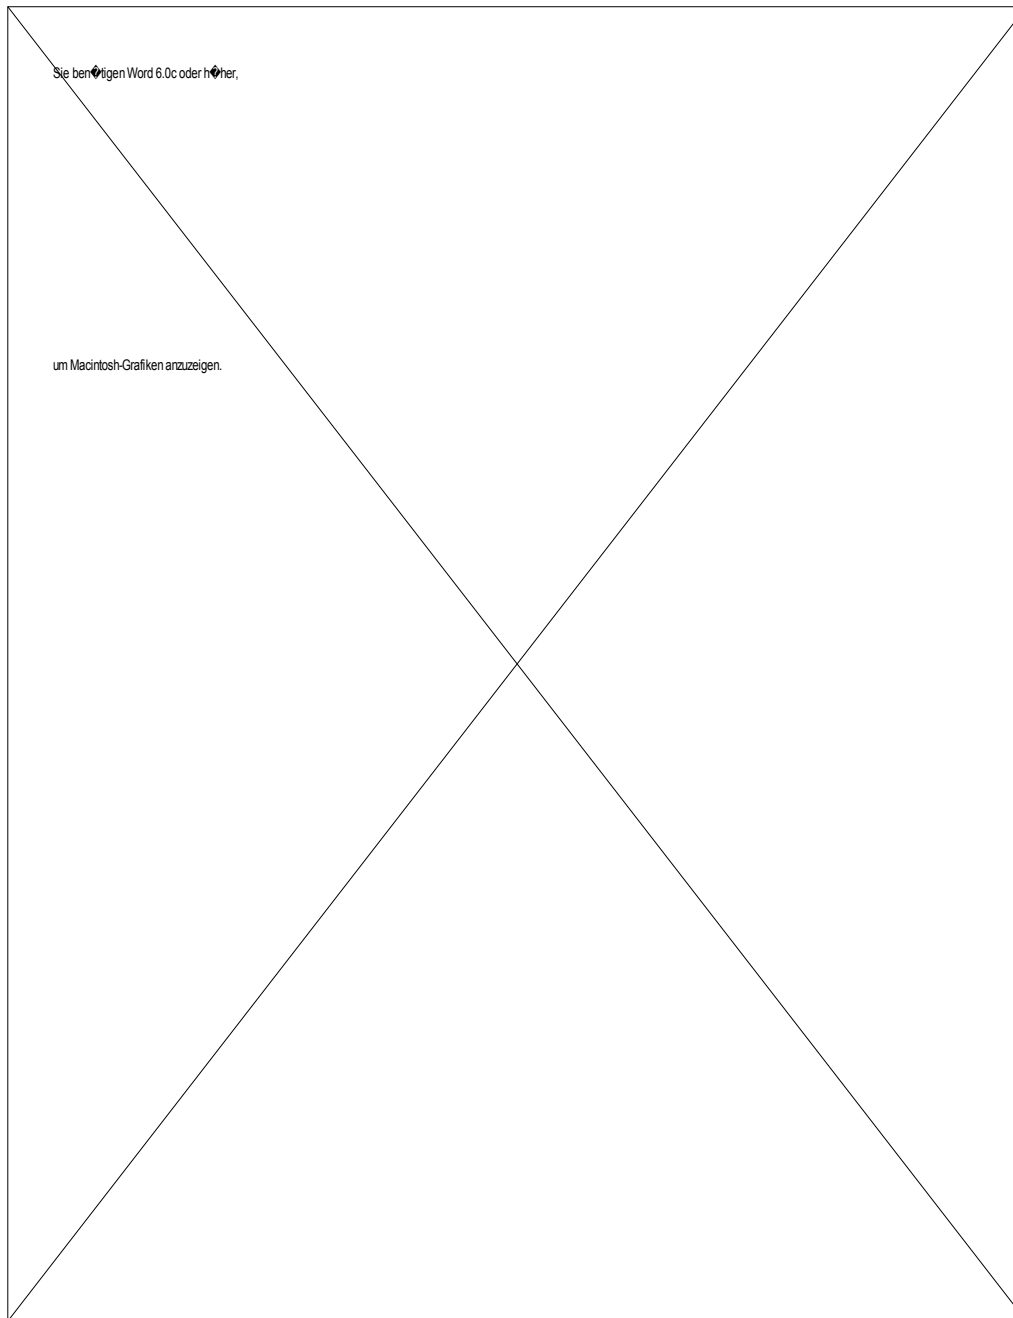 Sie ben�tigen Word 6.0c oder h�her,
um Macintosh-Grafiken anzuzeigen.